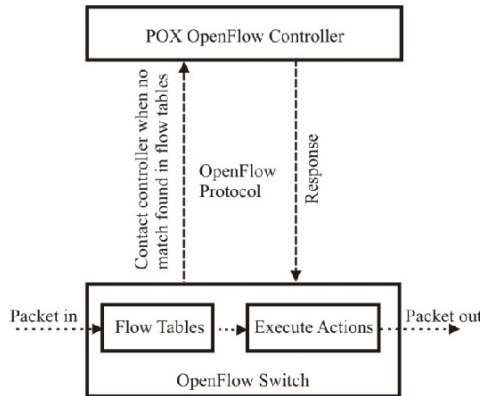 POX OpenFlow Controller
Contact controller when no
match found in flow tables
OpenFlow
Protocol
Response
Packet in
Flow Tables
Execute Actions
Packet out
OpenFlow Switch